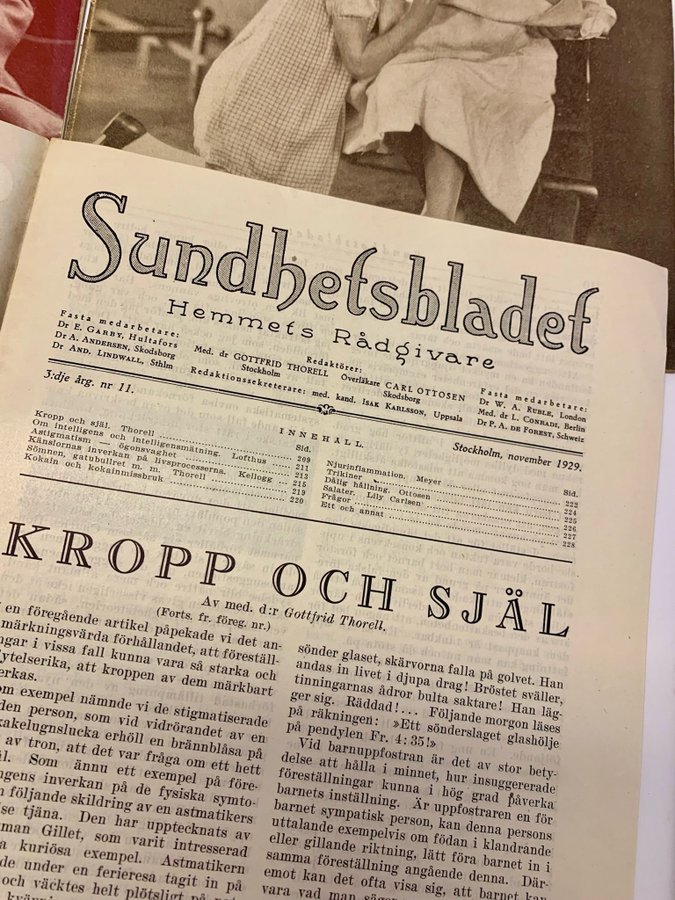 Sundhetsbladet
Hemmets Rådgivare
Fasta medarbetare:
Dr E. GARBY, Hultafors
Dr A. ANDERSEN, Skodsborg
Dr AND. LINDWALL, Sthlm
Redaktörer:
Med. dr GOTTFRID THORELL
Stockholm
Överläkare CARL OTTOSEN
Skodsborg
Redaktionssekreterare: med. kand. ISAK KARLSSON, Uppsala
Fasta medarbetare:
Dr W. A. RUBLE, London
Med. dr L. CONRADI, Berlin
Dr P. A. DE FOREST, Schweiz
3:dje årg. nr 11.
Stockholm, november 1929.
INNEHÅLL.
Sid.
Kropp och själ. Thorell 209
Om intelligens och intelligensmätning. Lofthus 211
Astigmatism — ögonsvaghet 213
Känslornas inverkan på livsprocesserna. Kellogg 215
Sömnen, gatubullret m. m. Thorell 219
Kokain och kokainmissbruk 220
Sid.
Njurinflammation. Meyer 222
Trikiner 224
Dålig hållning. Ottosen 225
Salater. Lily Carlsen 226
Frågor 227
Ett och annat 228
KROPP OCH SJÄL
Av med. d:r Gottfrid Thorell.
(Forts. fr. föreg. nr.)
en föregående artikel påpekade vi det an-
märkningsvärda förhållandet, att föreställ-
ngar i vissa fall kunna vara så starka och
ytelserika, att kroppen av dem märkbart
erkas.
om exempel nämnde vi de stigmatiserade
den person, som vid vidrörandet av en
kakelugnslucka erhöll en brännblåsa på
av tron, att det var fråga om ett hett
äl. Som ännu ett exempel på före-
ngens inverkan på de fysiska symto-
n följande skildring av en astmatikers
se tjäna. Den har upptecknats av
man Gillet, som varit intresserad
a kuriösa exempel. Astmatikern
de under en ferieresa tagit in på
och väcktes helt plötsligt på
sönder glaset, skärvorna falla på golvet. Han
andas in livet i djupa drag! Bröstet sväller,
tinningarnas ådror bulta saktare! Han läg-
ger sig. Räddad!... Följande morgon läses
på räkningen: »Ett sönderslaget glashölje
på pendylen Fr. 4: 35!»
Vid barnuppfostran är det av stor bety-
delse att hålla i minnet, hur insuggererade
föreställningar kunna i hög grad påverka
barnets inställning. Är uppfostraren en för
barnet sympatisk person, kan denna persons
uttalande exempelvis om födan i klandrande
eller gillande riktning, lätt föra barnet in i
samma föreställning angående denna. Där-
emot kan det ofta visa sig, att barnet kan
vara vad man säger